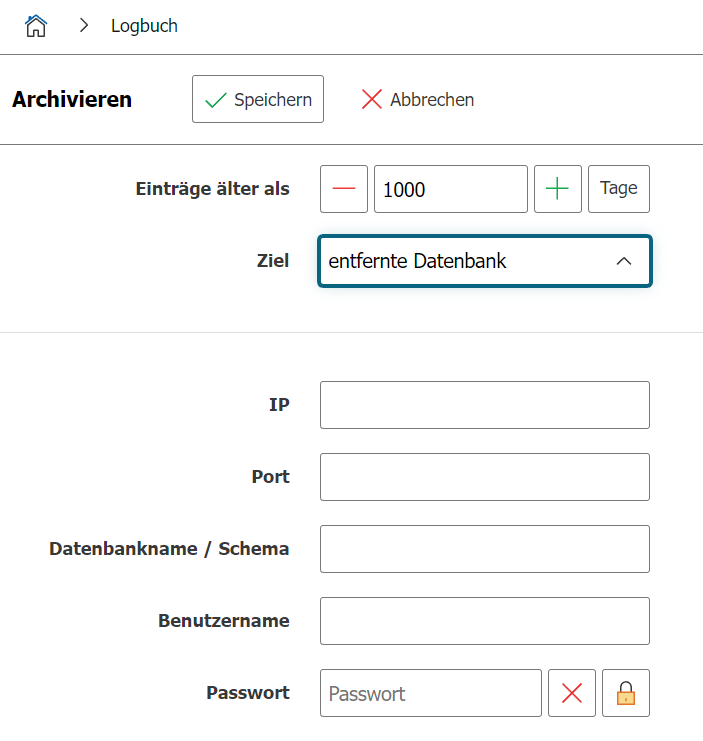 Logbuch
Archivieren Speichern Abbrechen
Einträge älter als 1000 Tage
Ziel entfernte Datenbank
IP
Port
Datenbankname / Schema
Benutzername
Passwort Passwort